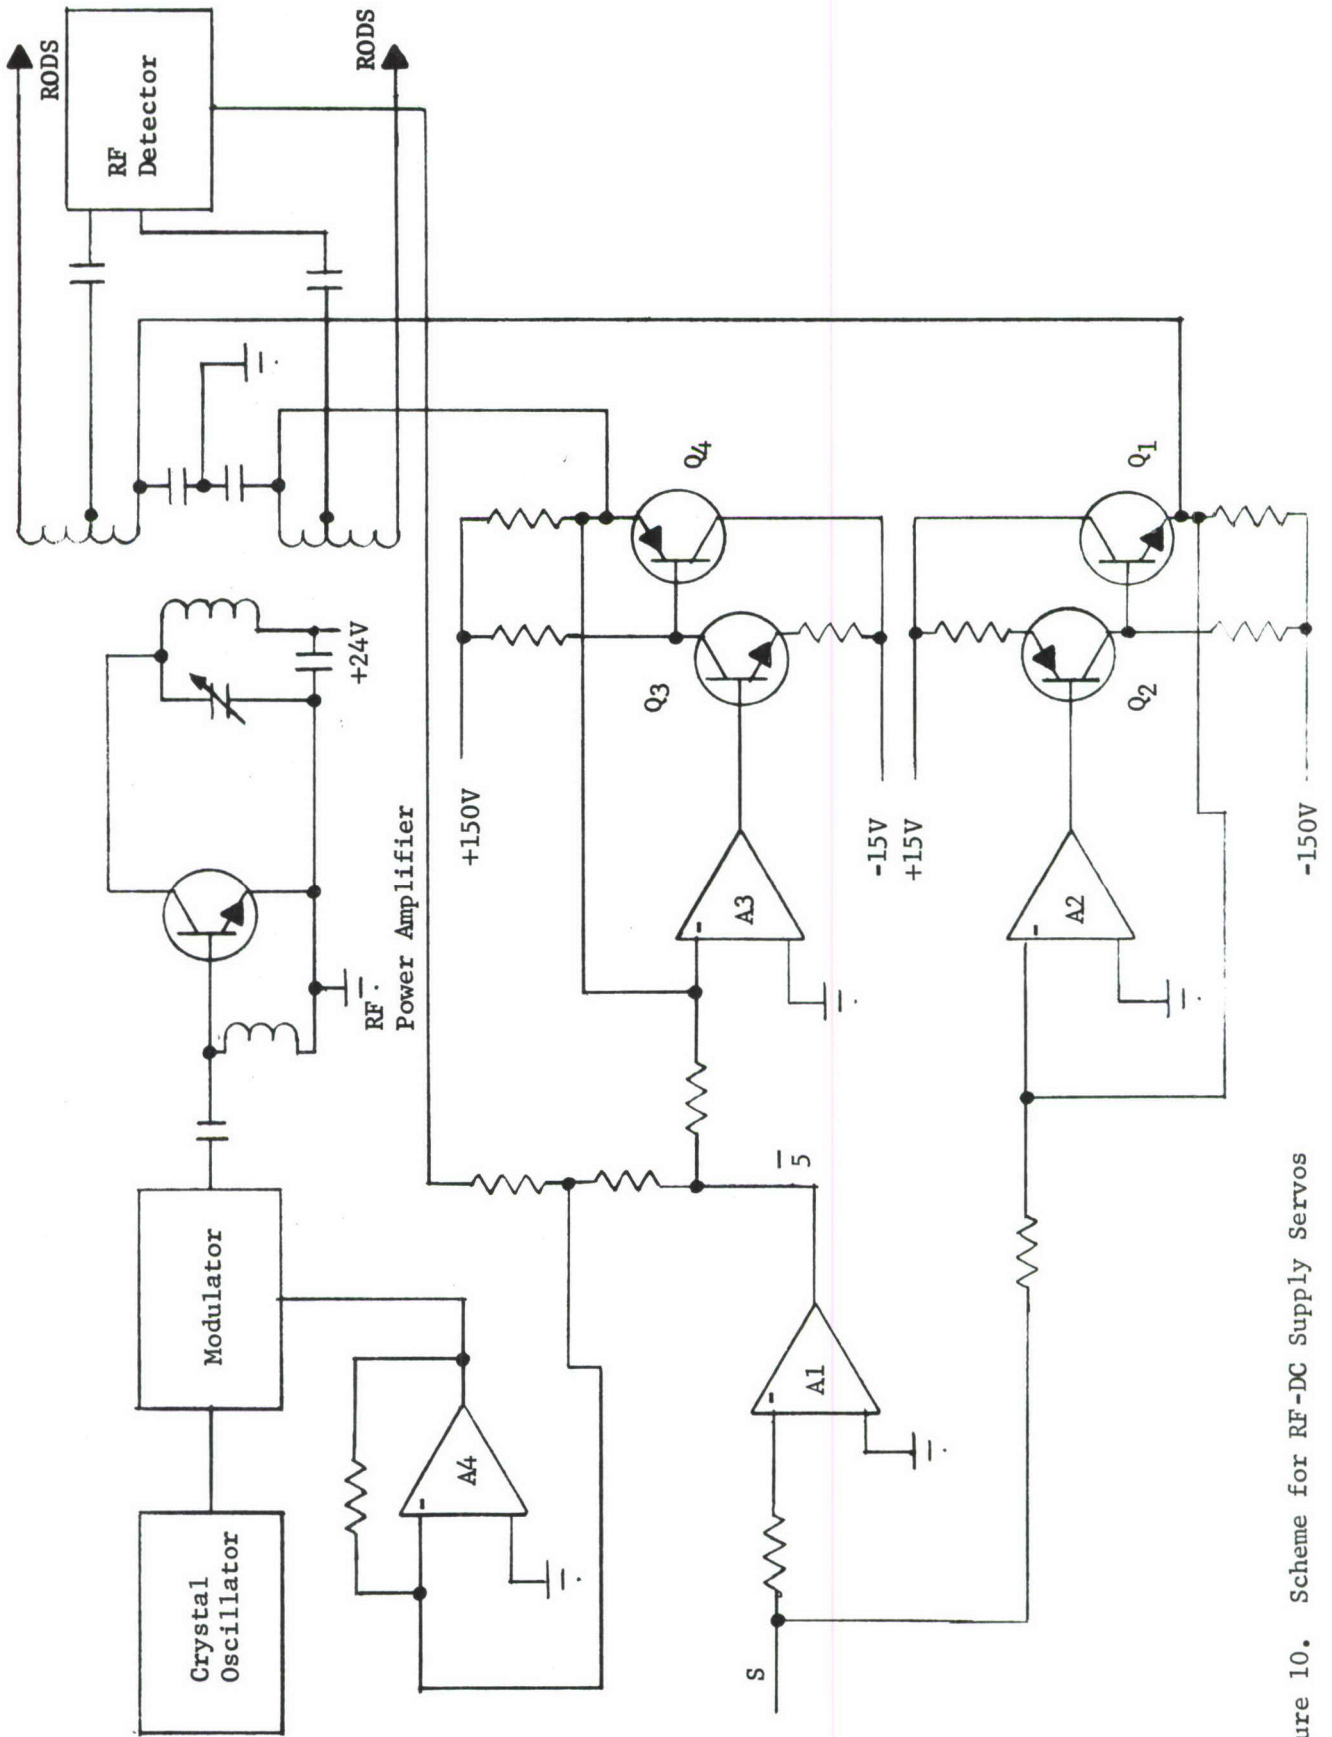 RODS
RF
Detector
RODS
+24V
RF
Power Amplifier
Modulator
Crystal
Oscillator
A4
+150V
Q4
Q3
A3
-15V
+15V
Q1
Q2
A2
-150V
5
A1
S
ure 10. Scheme for RF-DC Supply Servos